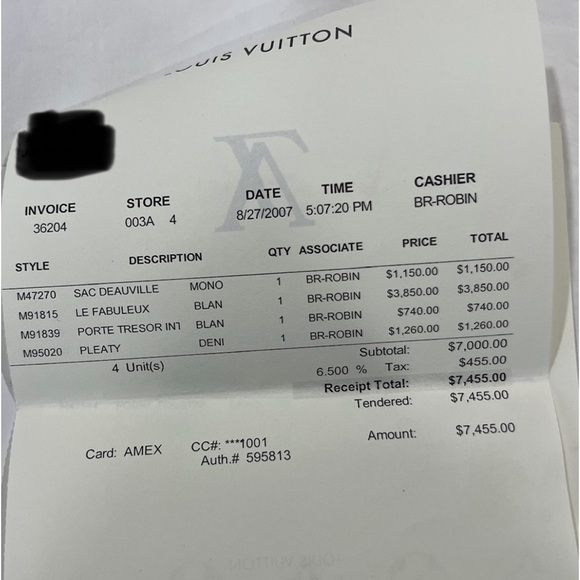 LOUIS VUITTON
INVOICE STORE DATE TIME CASHIER
36204 003A 4 8/27/2007 5:07:20 PM BR-ROBIN
STYLE DESCRIPTION QTY ASSOCIATE PRICE TOTAL
M47270 SAC DEAUVILLE MONO 1 BR-ROBIN $1,150.00 $1,150.00
M91815 LE FABULEUX BLAN 1 BR-ROBIN $3,850.00 $3,850.00
M91839 PORTE TRESOR INT BLAN 1 BR-ROBIN $740.00 $740.00
M95020 PLEATY DENI 1 BR-ROBIN $1,260.00 $1,260.00
4 Unit(s) Subtotal: $7,000.00
6.500 % Tax: $455.00
Receipt Total: $7,455.00
Tendered: $7,455.00
Card: AMEX CC#: ***1001 Amount: $7,455.00
Auth.# 595813
LOUIS VUITTON